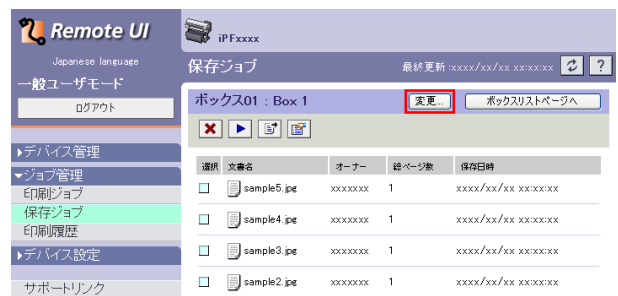 Remote UI
Japanese language
一般ユーザモード
ログアウト
▶デバイス管理
▼ジョブ管理
印刷ジョブ
保存ジョブ
印刷履歴
▶デバイス設定
サポートリンク
iPFxxxx
保存ジョブ 最終更新 :xxxx/xx/xx xx:xx:xx ?
ボックス01 : Box 1 変更... ボックスリストページへ
選択 文書名 オーナー 総ページ数 保存日時
sample5.jpg xxxxxxx 1 xxxx/xx/xx xx:xx:xx
sample4.jpg xxxxxxx 1 xxxx/xx/xx xx:xx:xx
sample3.jpg xxxxxxx 1 xxxx/xx/xx xx:xx:xx
sample2.jpg xxxxxxx 1 xxxx/xx/xx xx:xx:xx